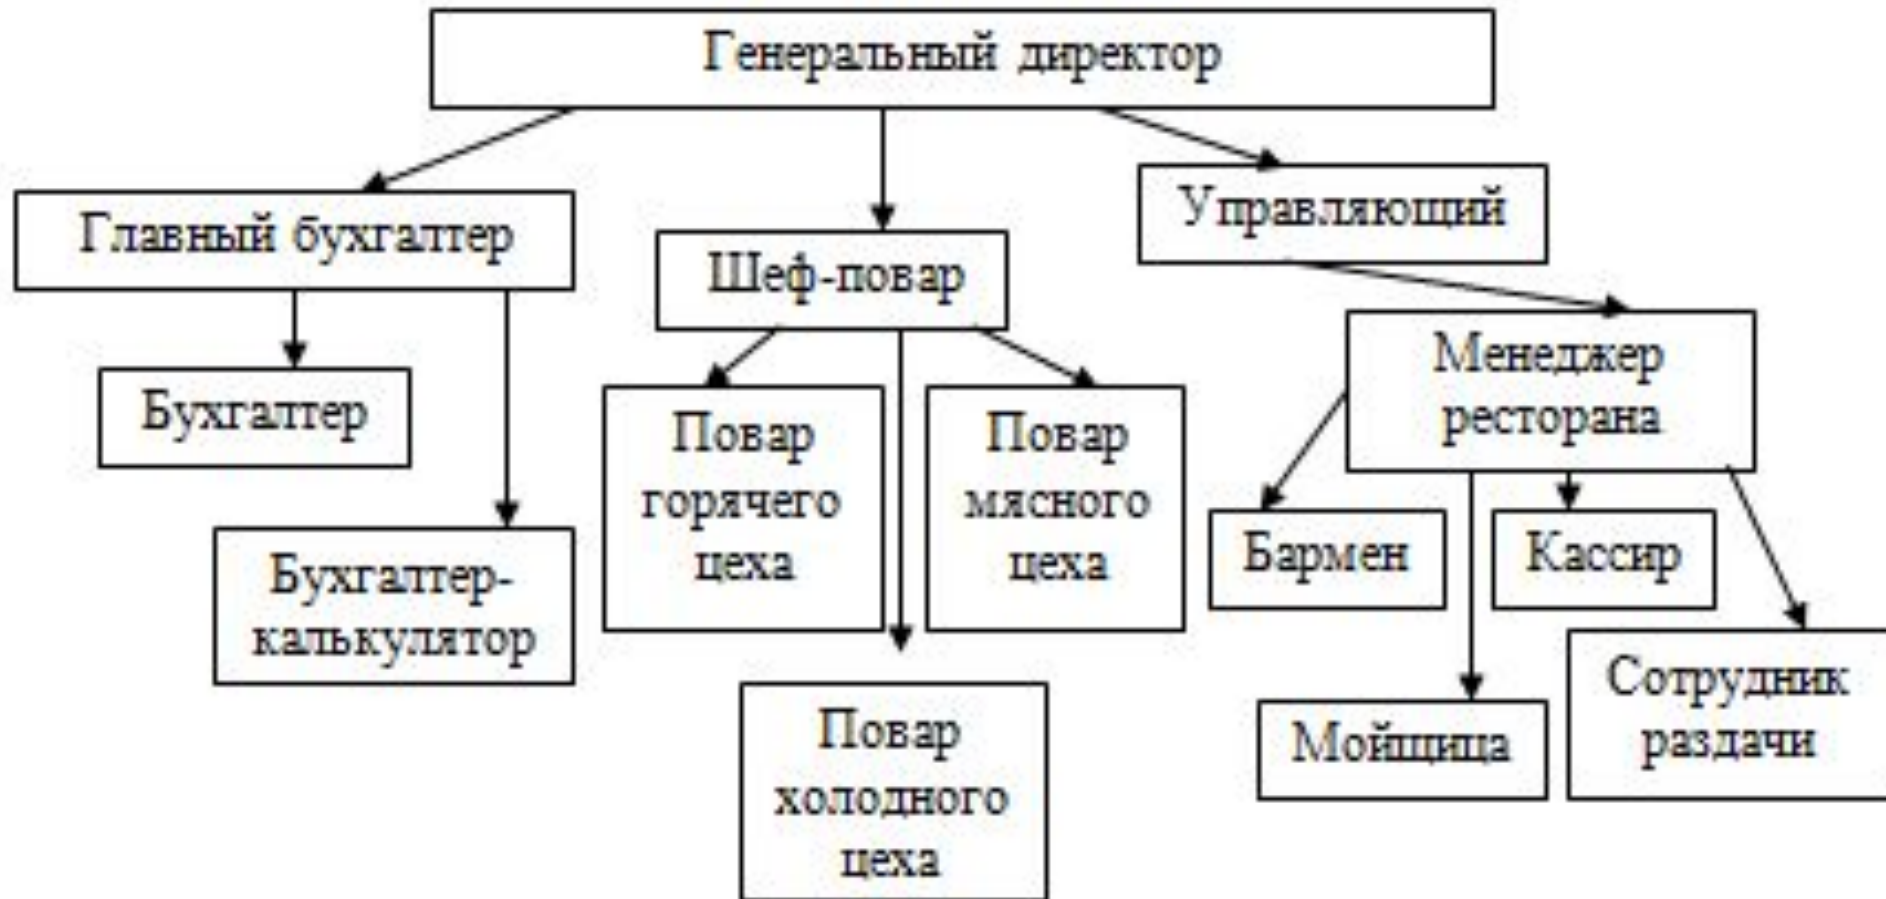 Генеральный директор
Главный бухгалтер
Шеф-повар
Управляющий
Бухгалтер
Бухгалтер-
калькулятор
Повар
горячего
цеха
Повар
мясного
цеха
Повар
холодного
цеха
Менеджер
ресторана
Бармен
Кассир
Мойщица
Сотрудник
раздачи